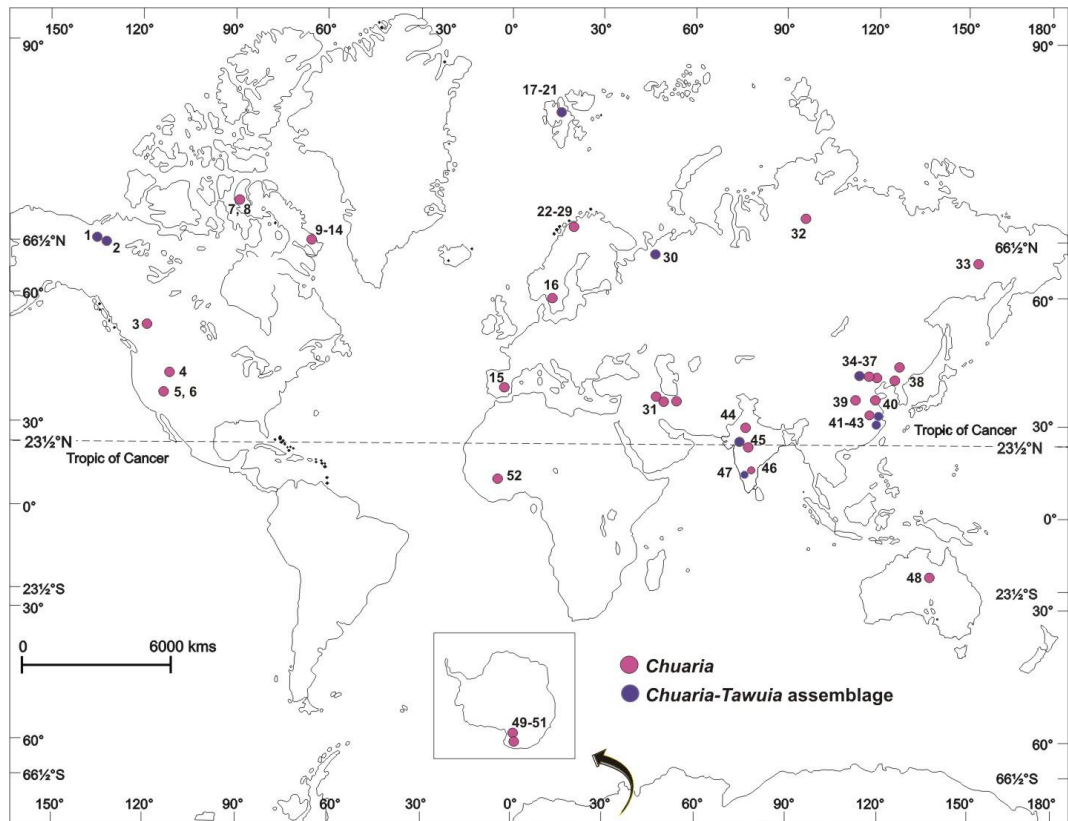 150° 120° 90° 60° 30° 0° 30° 60° 90° 120° 150° 180°
90° 90°
17-21
7, 8
22-29
9-14
32
66½°N 1 2 66½°N
30
33
60° 16 60°
3
4
34-37
5, 6
15
38
31
39 40
44
41-43
30° 30°
23½°N 45 Tropic of Cancer 23½°N
Tropic of Cancer
47 46
52
0° 0°
48
23½°S 23½°S
30° 30°
0 6000 kms
Chuaria
Chuaria-Tawuia assemblage
49-51
60° 60°
66½°S 66½°S
150° 120° 90° 60° 30° 0° 30° 60° 90° 120° 150° 180°